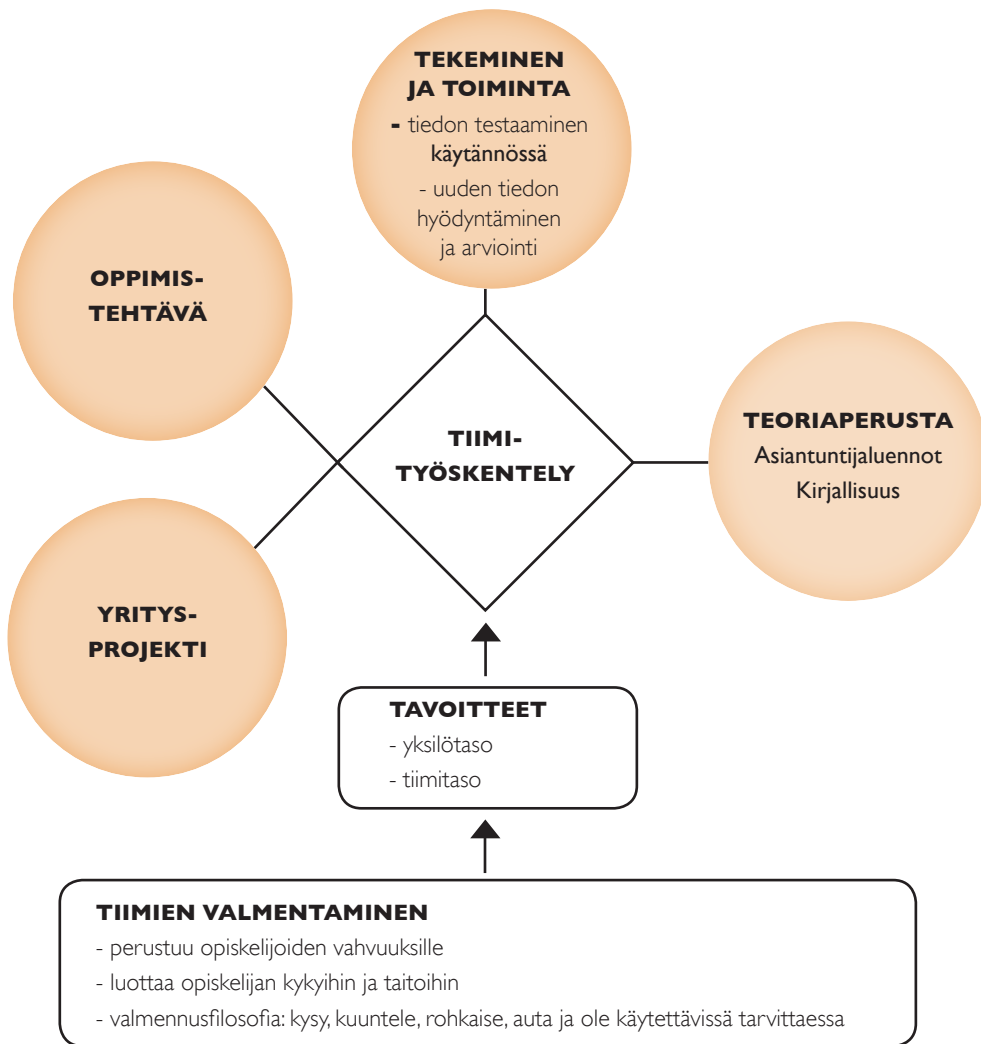 TEKEMINEN
JA TOIMINTA
- tiedon testaaminen
käytännössä
- uuden tiedon
hyödyntäminen
ja arviointi
OPPIMIS-
TEHTÄVÄ
TIIMI-
TYÖSKENTELY
TEORIAPERUSTA
Asiantuntijaluennot
Kirjallisuus
YRITYS-
PROJEKTI
TAVOITTEET
- yksilötaso
- tiimitaso
TIIMIEN VALMENTAMINEN
- perustuu opiskelijoiden vahvuuksille
- luottaa opiskelijan kykyihin ja taitoihin
- valmennusfilosofia: kysy, kuuntele, rohkaise, auta ja ole käytettävissä tarvittaessa